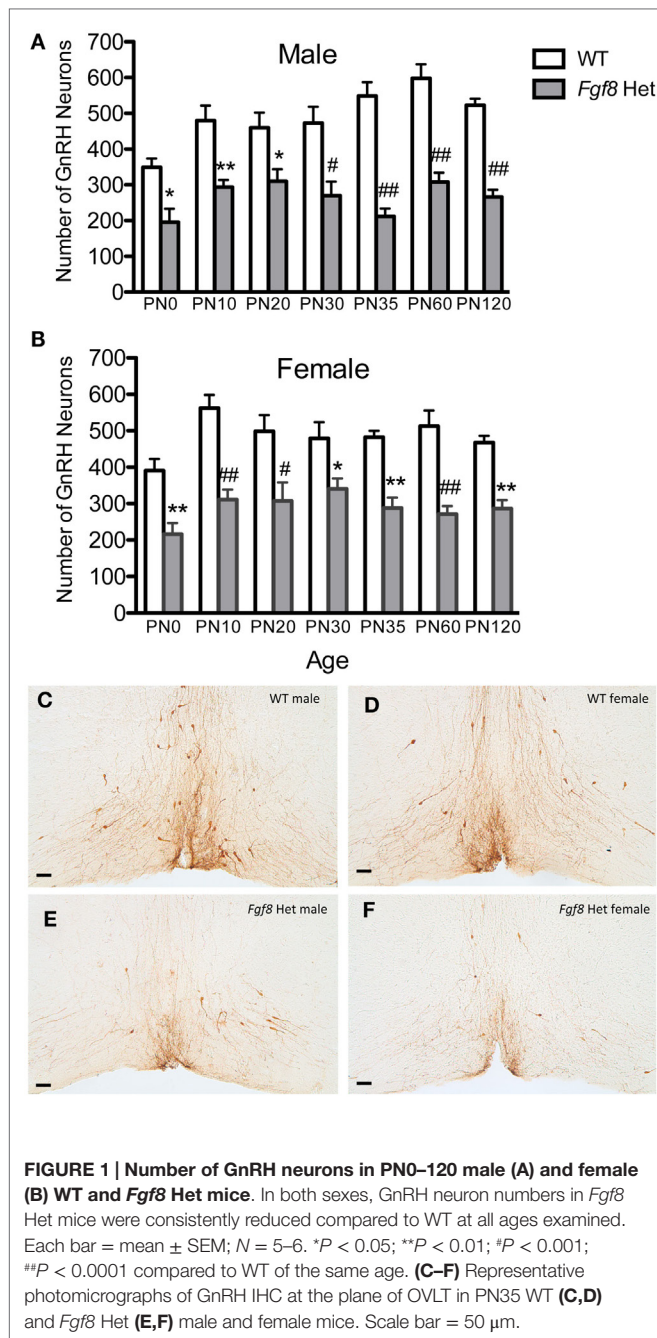 A
Male
WT
Fgf8 Het
Number of GnRH Neurons
700
600
500
400
300
200
100
0
* ** * # ## ## ##
PN0 PN10 PN20 PN30 PN35 PN60 PN120
B
Female
Number of GnRH Neurons
700
600
500
400
300
200
100
0
** ## # * ** ## **
PN0 PN10 PN20 PN30 PN35 PN60 PN120
Age
C
WT male
D
WT female
E
Fgf8 Het male
F
Fgf8 Het female
FIGURE 1 | Number of GnRH neurons in PN0–120 male (A) and female
(B) WT and Fgf8 Het mice. In both sexes, GnRH neuron numbers in Fgf8
Het mice were consistently reduced compared to WT at all ages examined.
Each bar = mean ± SEM; N = 5–6. *P < 0.05; **P < 0.01; #P < 0.001;
##P < 0.0001 compared to WT of the same age. (C–F) Representative
photomicrographs of GnRH IHC at the plane of OVLT in PN35 WT (C,D)
and Fgf8 Het (E,F) male and female mice. Scale bar = 50 μm.